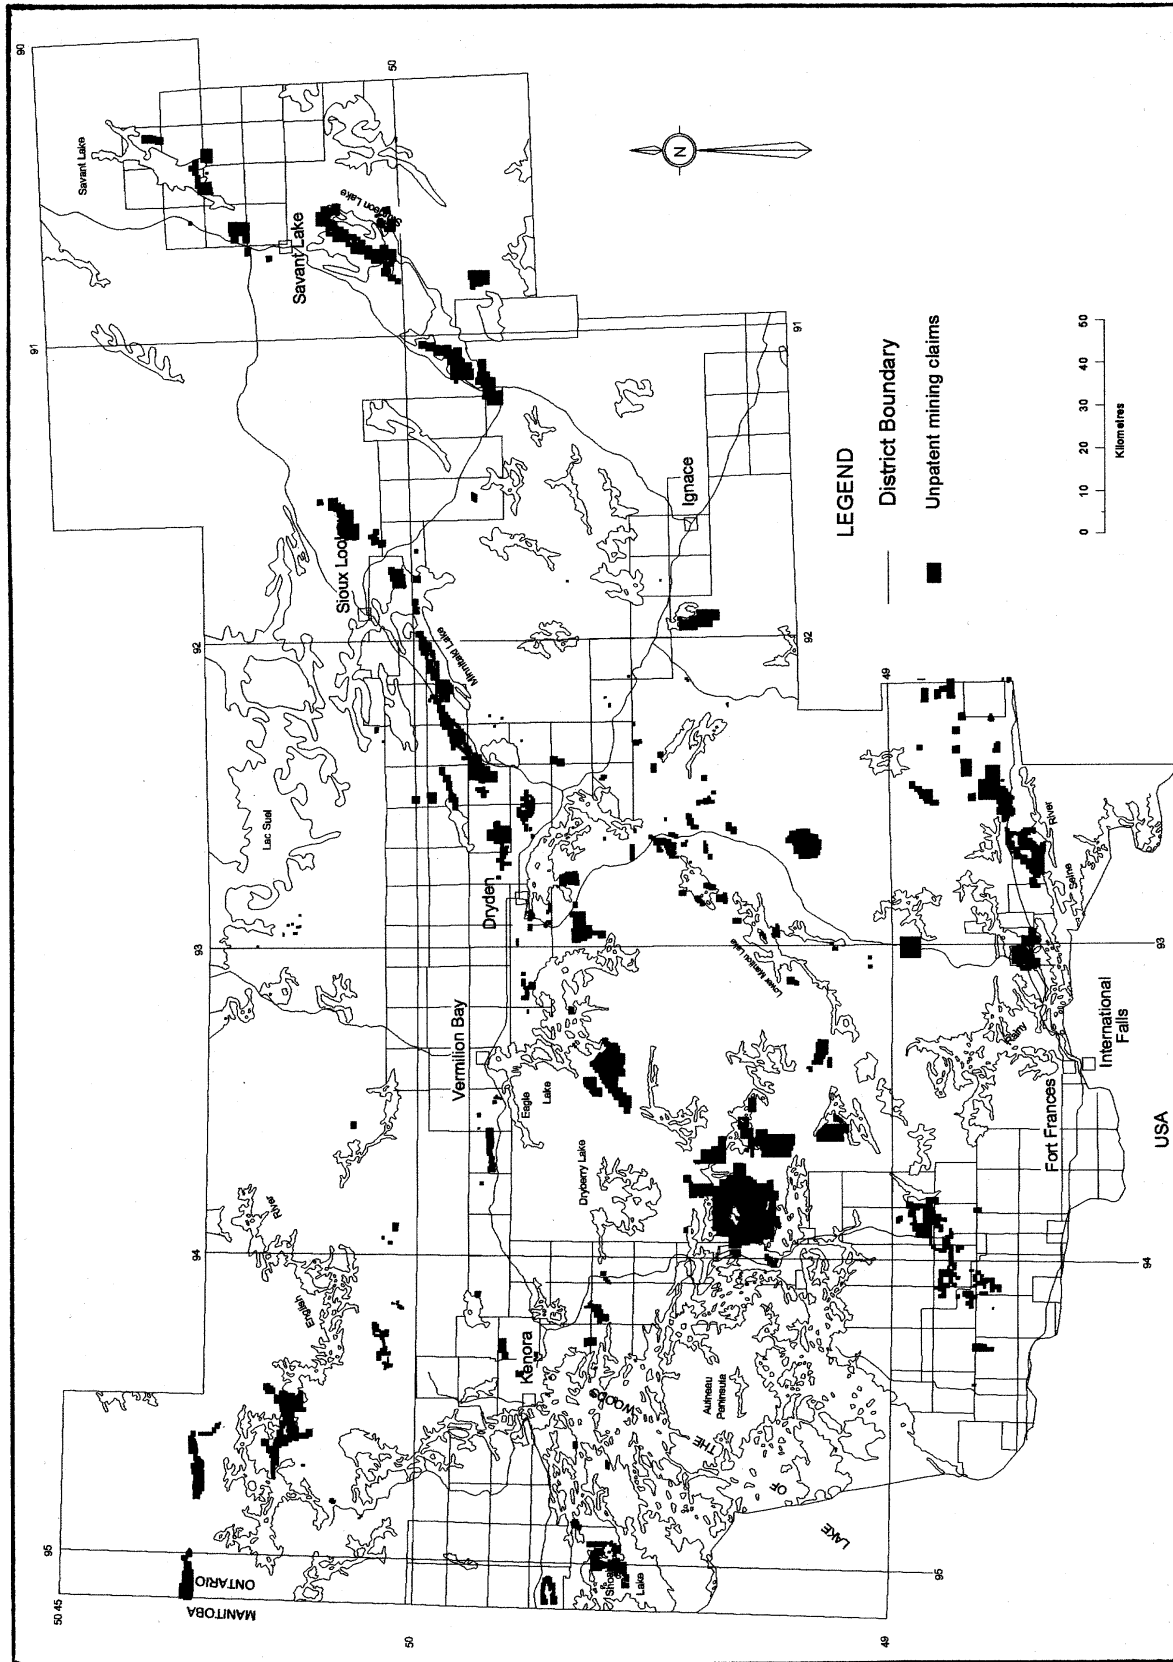 50 45
95
94
93
92
91
90
MANITOBA
ONTARIO
English
River
Lac Suel
Sioux Look
Savant Lake
Savant Lake
Sturgeon Lake
50
50
Minnitaki Lake
Kenora
Vermilion Bay
Dryden
Eagle
Lake
Dryberry Lake
Ignace
Shoal
Lake
LAKE
OF
THE
WOODS
Aulneau
Peninsula
Lower Manitou Lake
91
92
49
49
Rainy
Seine
River
Fort Frances
International
Falls
USA
95
94
93
N
LEGEND
District Boundary
Unpatent mining claims
0 10 20 30 40 50
Kilometres